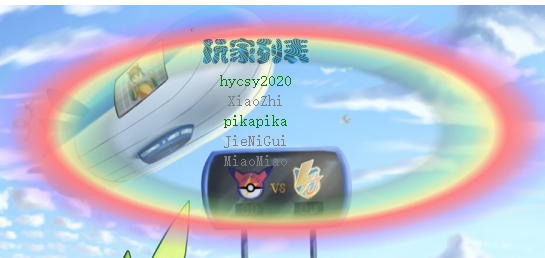 玩家列表
hycsy2020
XiaoZhi
pikapika
JieNiGui
MiaoMiao
VS